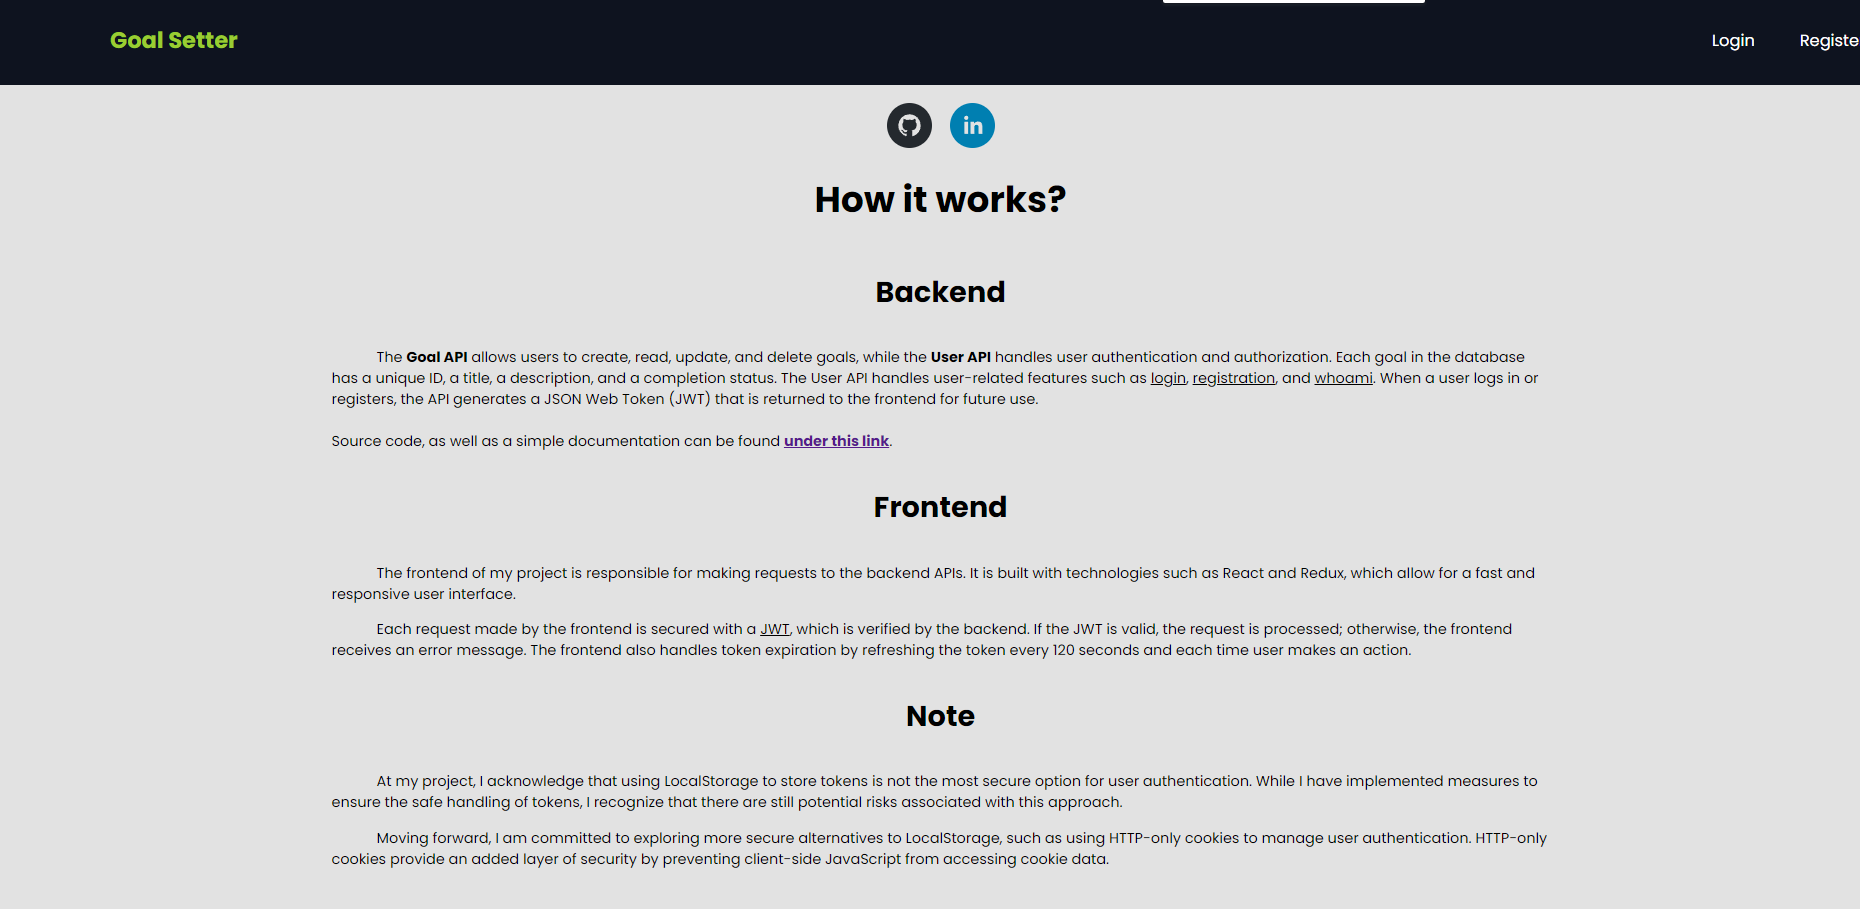 Goal Setter
Login
Registe
in
How it works?
Backend
The Goal API allows users to create, read, update, and delete goals, while the User API handles user authentication and authorization. Each goal in the database
has a unique ID, a title, a description, and a completion status. The User API handles user-related features such as login, registration, and whoami. When a user logs in or
registers, the API generates a JSON Web Token (JWT) that is returned to the frontend for future use.
Source code, as well as a simple documentation can be found under this link.
Frontend
The frontend of my project is responsible for making requests to the backend APIs. It is built with technologies such as React and Redux, which allow for a fast and
responsive user interface.
Each request made by the frontend is secured with a JWT, which is verified by the backend. If the JWT is valid, the request is processed; otherwise, the frontend
receives an error message. The frontend also handles token expiration by refreshing the token every 120 seconds and each time user makes an action.
Note
At my project, I acknowledge that using LocalStorage to store tokens is not the most secure option for user authentication. While I have implemented measures to
ensure the safe handling of tokens, I recognize that there are still potential risks associated with this approach.
Moving forward, I am committed to exploring more secure alternatives to LocalStorage, such as using HTTP-only cookies to manage user authentication. HTTP-only
cookies provide an added layer of security by preventing client-side JavaScript from accessing cookie data.